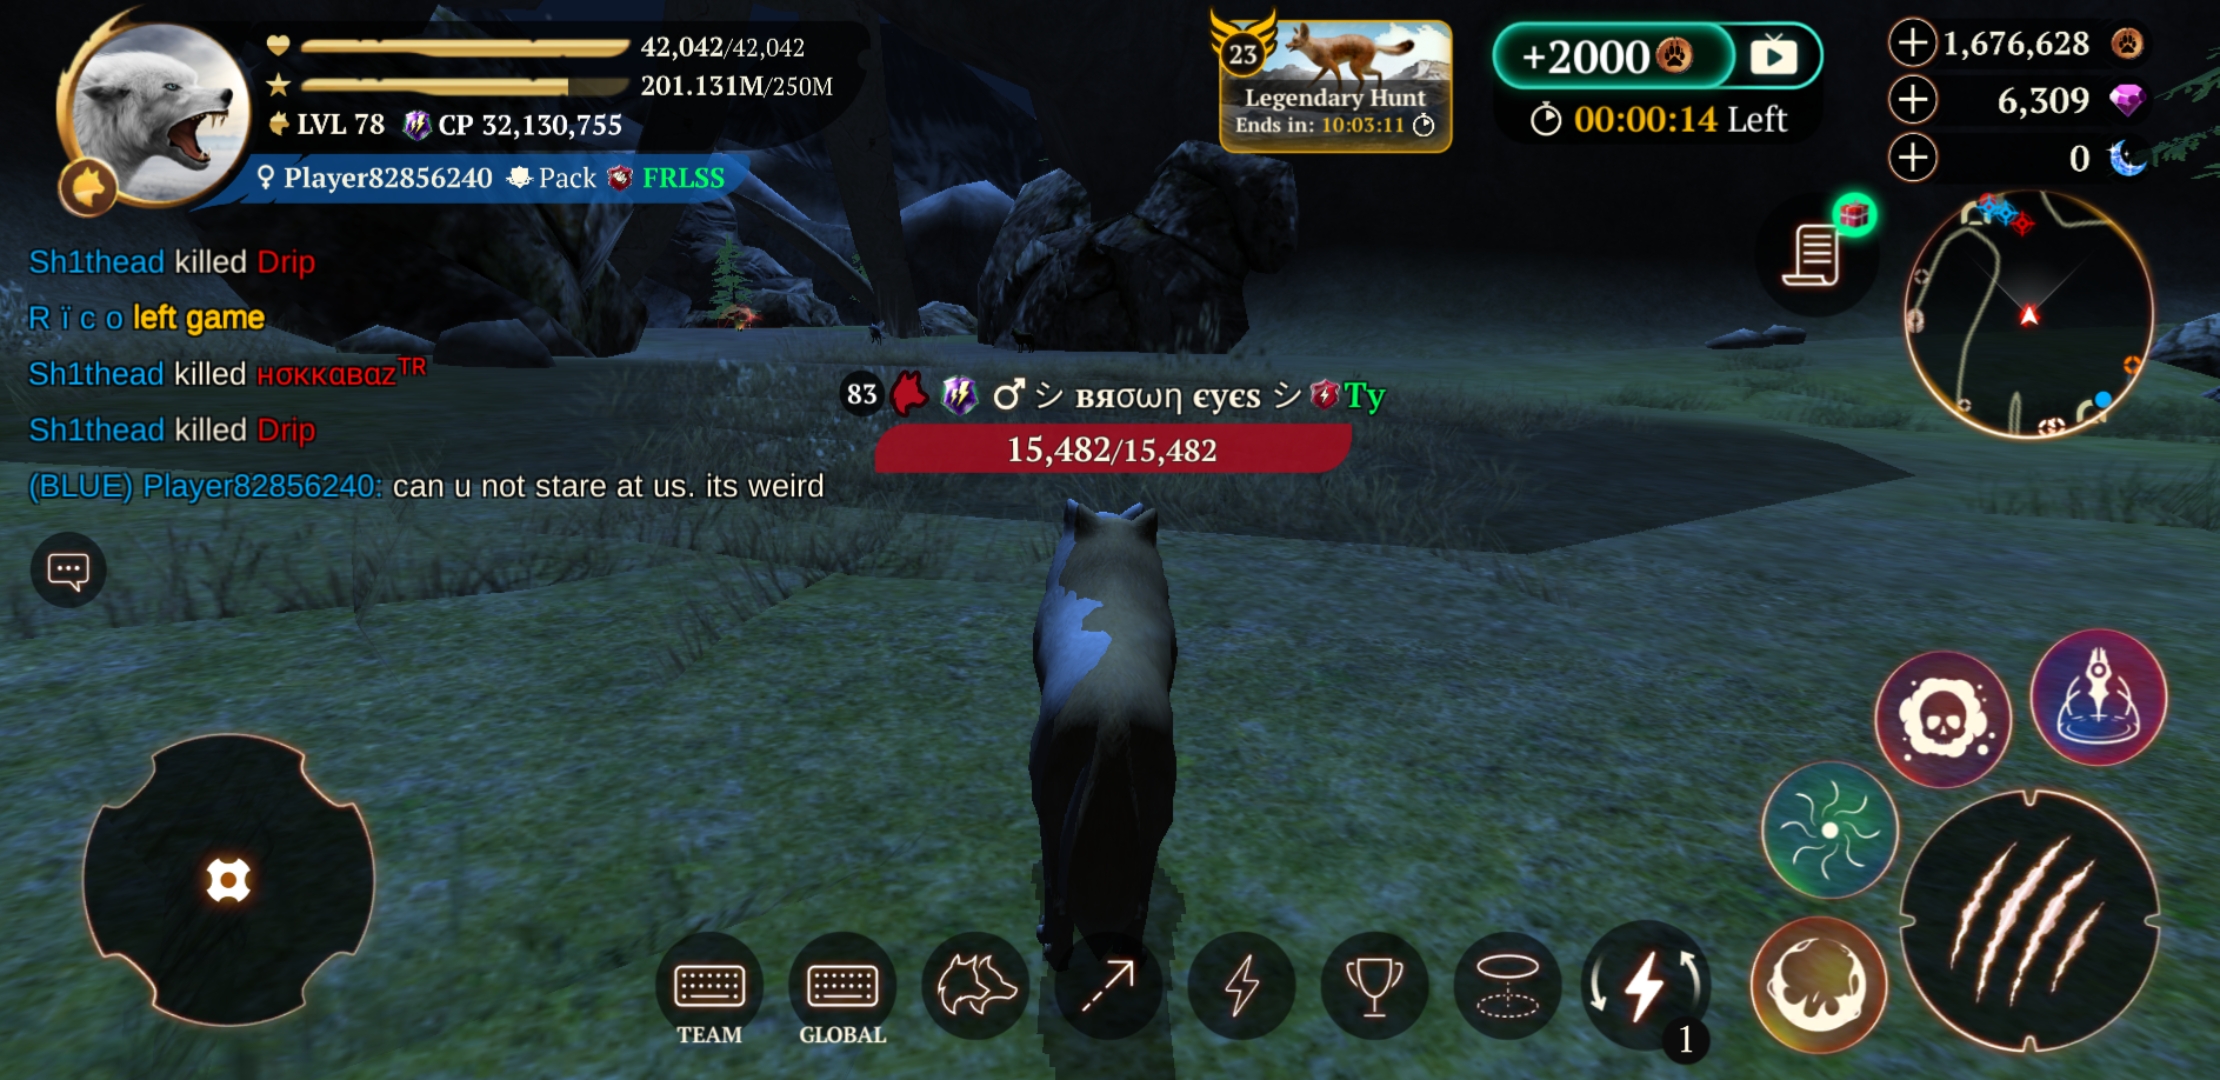 42,042/42,042
201.131M/250M
LVL 78 CP 32,130,755
Player82856240 Pack FRLSS
23
Legendary Hunt
Ends in: 10:03:11
+2000
00:00:14 Left
1,676,628
6,309
0
Sh1thead killed Drip
R ï c o left game
Sh1thead killed нσккαвαzᵀᴿ
Sh1thead killed Drip
(BLUE) Player82856240: can u not stare at us. its weird
83 ♂ シ вяσωη єyєs シ Ty
15,482/15,482
TEAM
GLOBAL
1